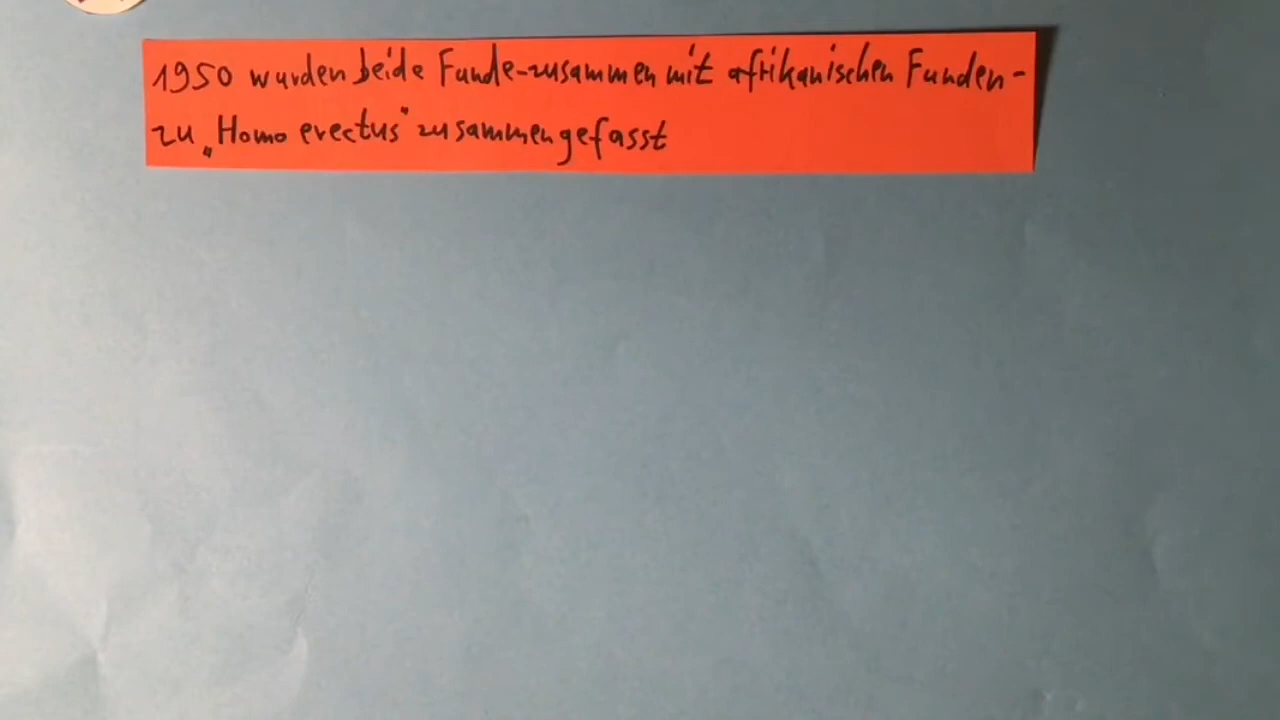 1950 wurden beide Funde-zusammen mit afrikanischen Funden-
zu „Homo erectus" zusammengefasst